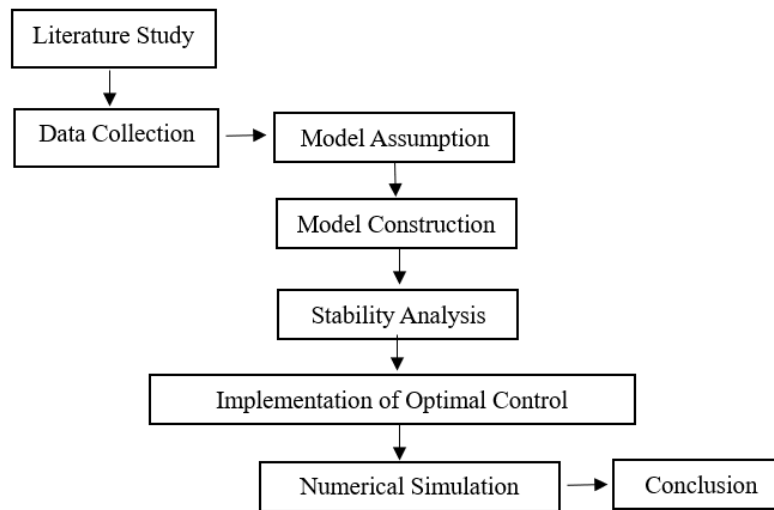 Literature Study
Data Collection
Model Assumption
Model Construction
Stability Analysis
Implementation of Optimal Control
Numerical Simulation
Conclusion